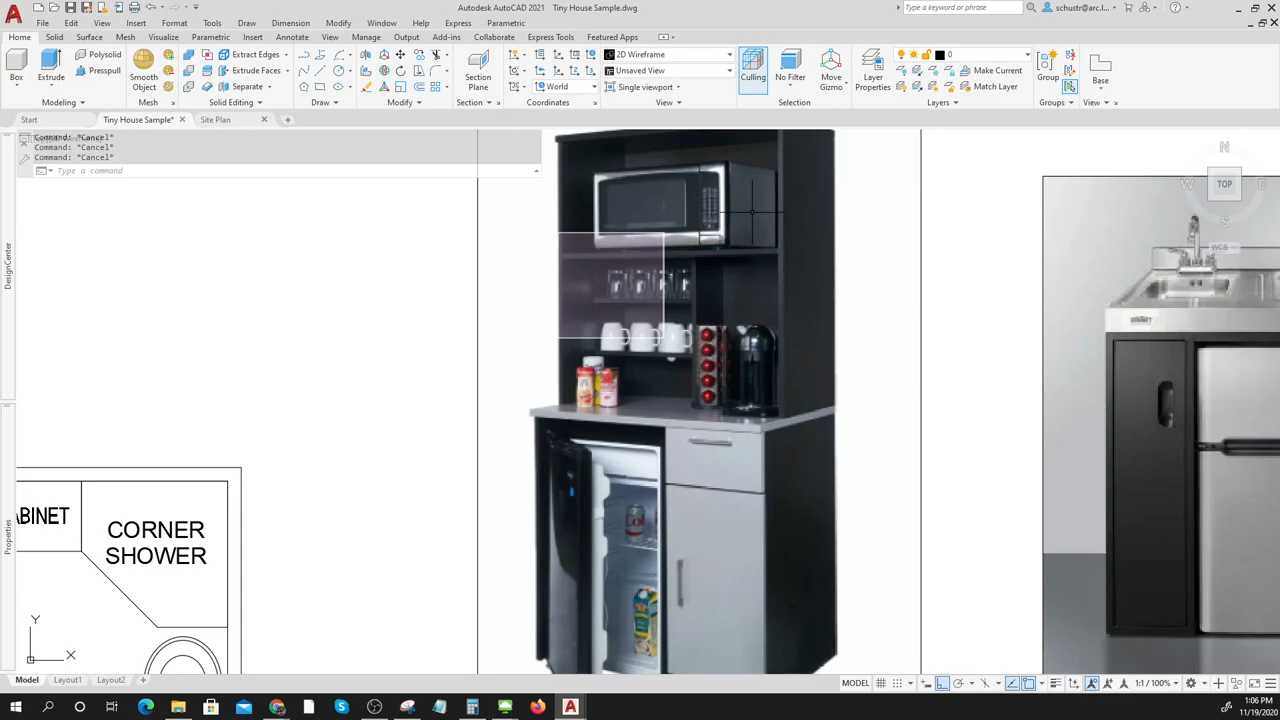 Autodesk AutoCAD 2021 Tiny House Sample.dwg
Type a keyword or phrase
schustr@arc.l...
File Edit View Insert Format Tools Draw Dimension Modify Window Help Express Parametric
Home Solid Surface Mesh Visualize Parametric Insert Annotate View Manage Output Add-ins Collaborate Express Tools Featured Apps
Box
Extrude
Polysolid
Presspull
Smooth
Object
Extract Edges
Extrude Faces
Separate
Section
Plane
World
2D Wireframe
Unsaved View
Single viewport
Culling
No Filter
Move
Gizmo
Layer
Properties
0
Make Current
Match Layer
Group
Base
Modeling Mesh Solid Editing Draw Modify Section Coordinates View Selection Layers Groups View
Start Tiny House Sample* Site Plan
Command: *Cancel*
Command: *Cancel*
Command: *Cancel*
Type a command
N
W TOP E
S
WCS
DesignCenter
Properties
ABINET
CORNER
SHOWER
Y
X
Model Layout1 Layout2
MODEL 1:1 / 100%
1:06 PM
11/19/2020